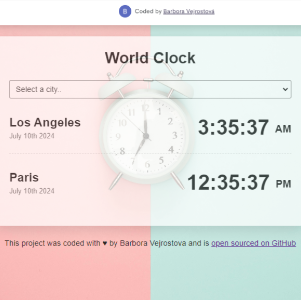 B Coded by Barbora Vejrostova
World Clock
Select a city..
Los Angeles
July 10th 2024
3:35:37 AM
Paris
July 10th 2024
12:35:37 PM
This project was coded with ♥ by Barbora Vejrostova and is open sourced on GitHub